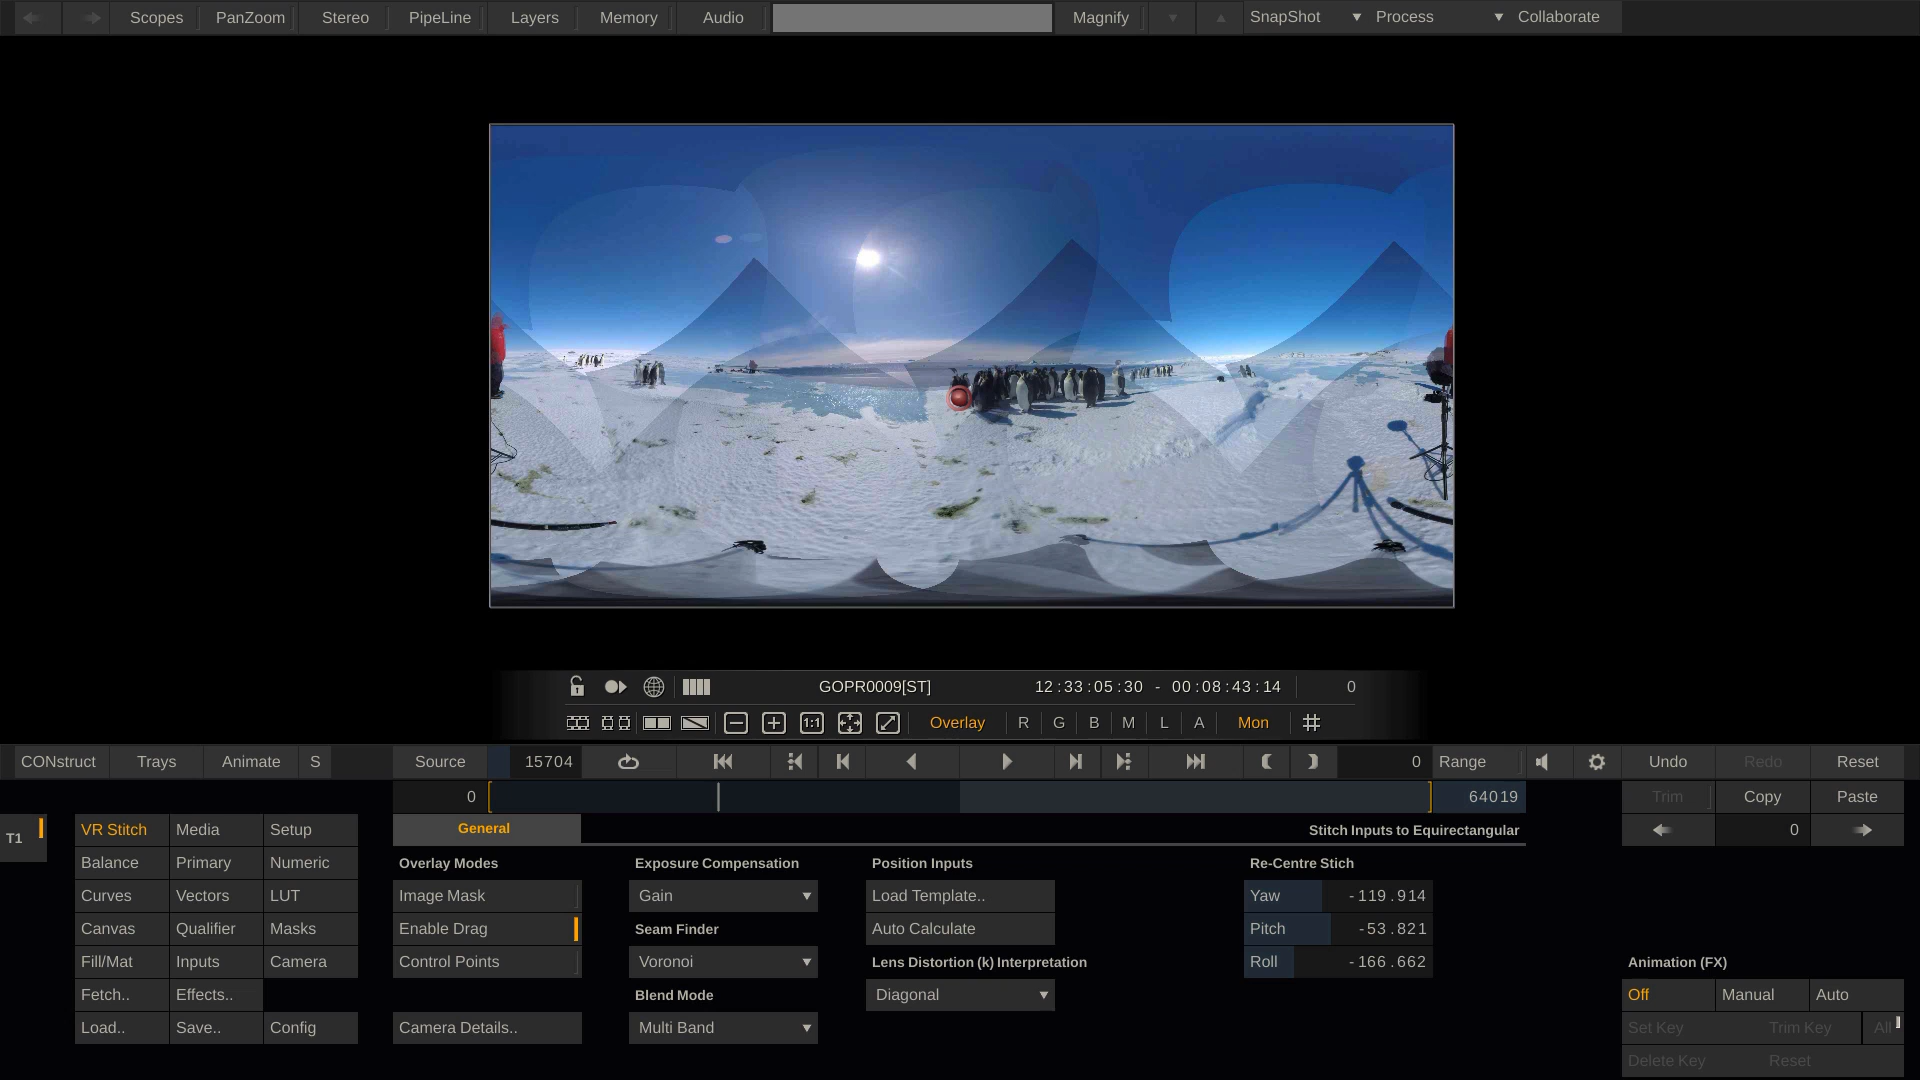 Scopes PanZoom Stereo PipeLine Layers Memory Audio Magnify SnapShot Process Collaborate
GOPR0009[ST] 12:33:05:30 - 00:08:43:14 0
1:1 Overlay R G B M L A Mon
CONstruct Trays Animate S Source 15704 0 Range Undo Redo Reset
0 64019 Trim Copy Paste
General Stitch Inputs to Equirectangular 0
T1
VR Stitch Media Setup
Balance Primary Numeric
Curves Vectors LUT
Canvas Qualifier Masks
Fill/Mat Inputs Camera
Fetch.. Effects..
Load.. Save.. Config
Overlay Modes
Image Mask
Enable Drag
Control Points
Camera Details..
Exposure Compensation
Gain
Seam Finder
Voronoi
Blend Mode
Multi Band
Position Inputs
Load Template..
Auto Calculate
Lens Distortion (k) Interpretation
Diagonal
Re-Centre Stich
Yaw -119.914
Pitch -53.821
Roll -166.662
Animation (FX)
Off Manual Auto
Set Key Trim Key All
Delete Key Reset